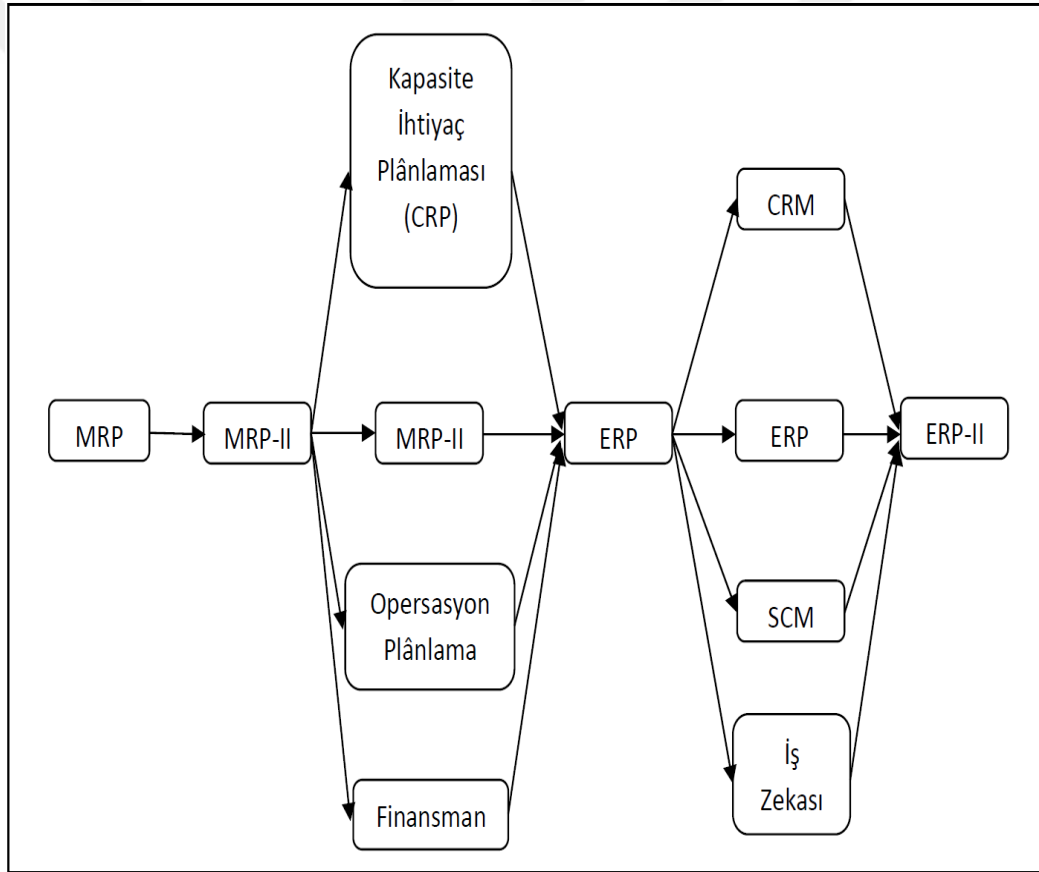 Kapasite
İhtiyaç
Plânlaması
(CRP)
CRM
MRP
MRP-II
MRP-II
ERP
ERP
ERP-II
Opersasyon
Plânlama
SCM
İş
Zekası
Finansman